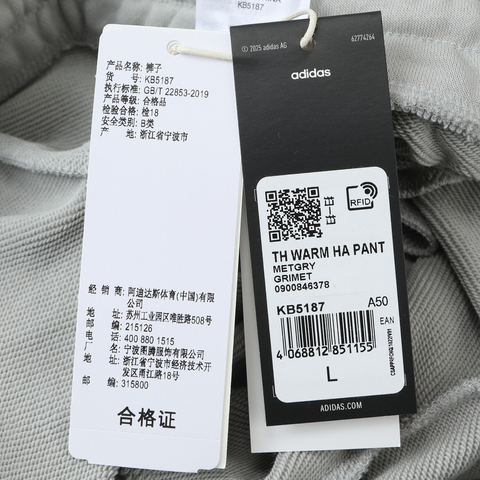 KB5187
产品名称: 裤子
货 号: KB5187
执行标准: GB/T 22853-2019
产品等级: 合格品
检验合格: 检18
安全类别: B类
产 地: 浙江省宁波市
经 销 商: 阿迪达斯体育(中国)有限
公司
地 址: 苏州工业园区唯胜路508号
邮 编: 215126
电 话: 400 880 1515
厂 名: 宁波图腾服饰有限公司
地 址: 浙江省宁波市经济技术开
发区甬江路18号
邮 编: 315800
合格证
© 2025 adidas AG
62774264
adidas
RFID
TH WARM HA PANT
METGRY
GRIMET
0900846378
KB5187 A50
EAN
4 068812 851155
L
ADIDAS.COM